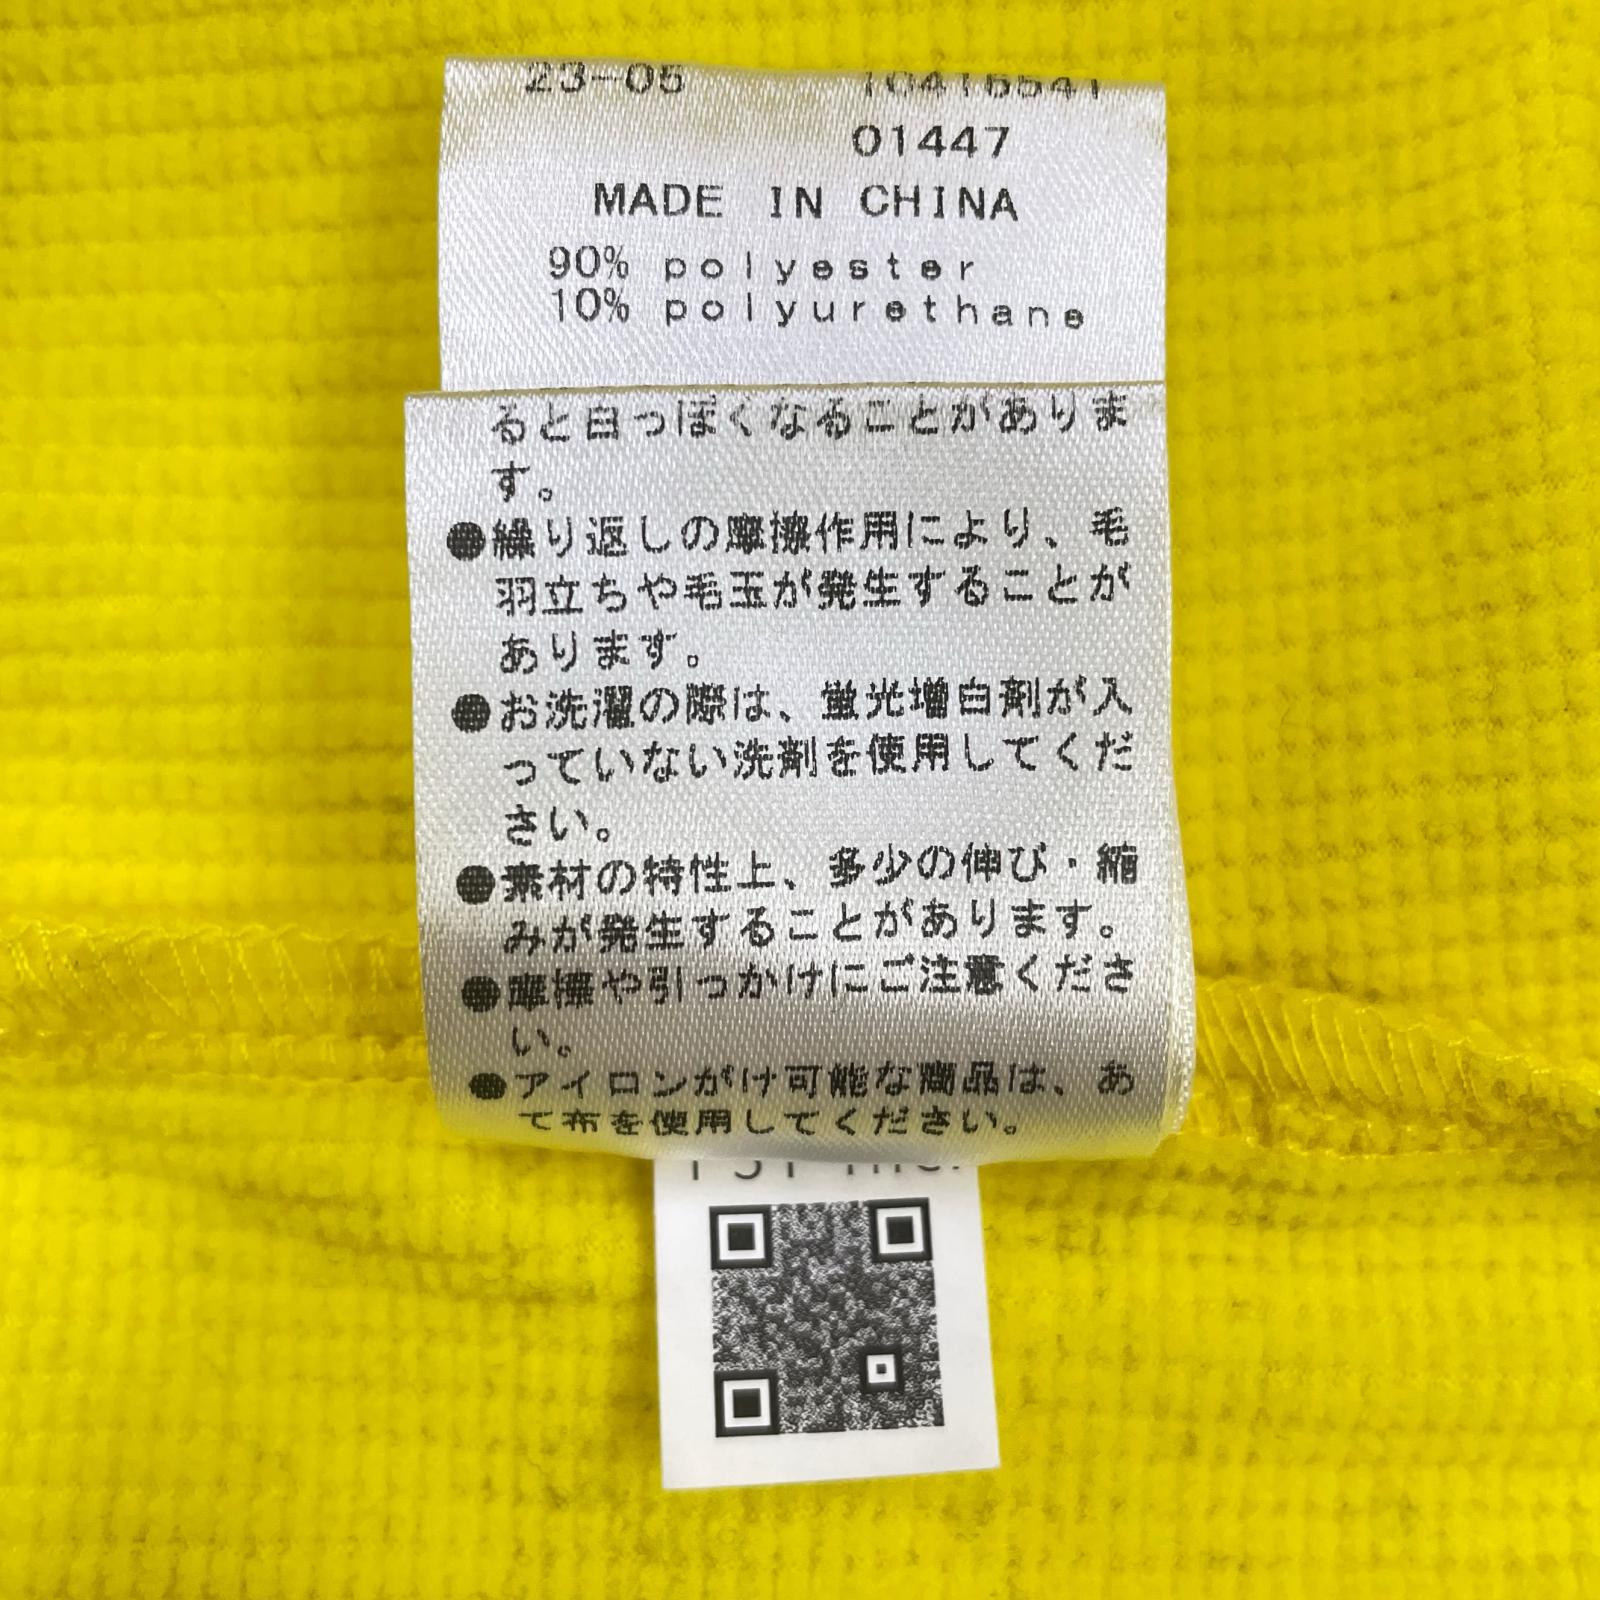 23-05 10416541
01447
MADE IN CHINA
90% polyester
10% polyurethane
ると白っぽくなることがありま
す。
●繰り返しの摩擦作用により、毛
羽立ちや毛玉が発生することが
あります。
●お洗濯の際は、蛍光増白剤が入
っていない洗剤を使用してくだ
さい。
●素材の特性上、多少の伸び・縮
みが発生することがあります。
●摩擦や引っかけにご注意くださ
い。
●アイロンがけ可能な商品は、あ
て布を使用してください。